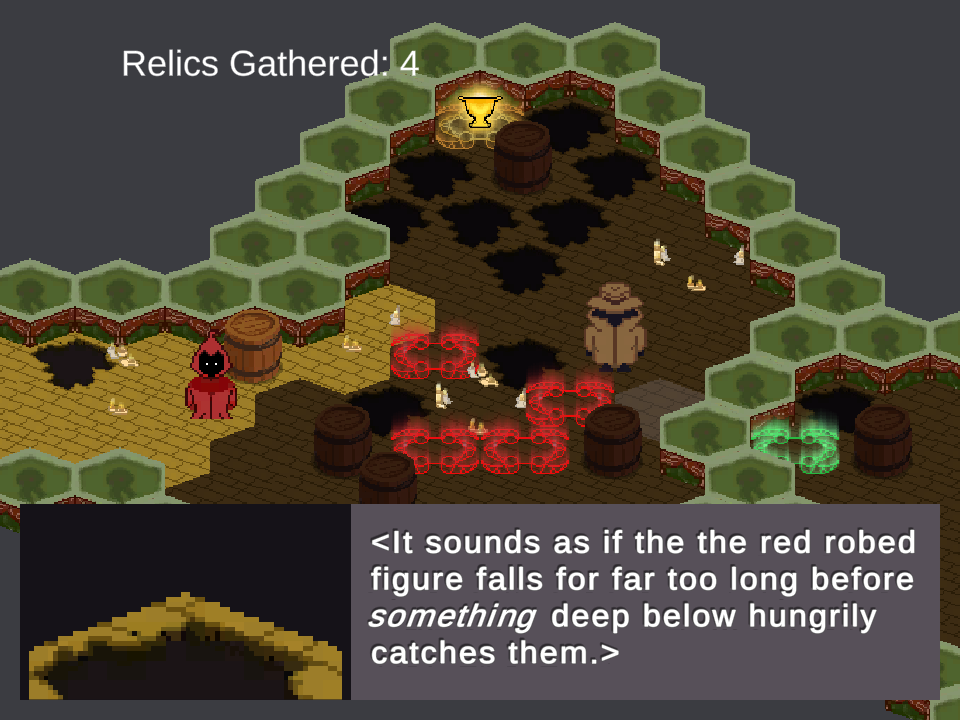 Relics Gathered: 4
<It sounds as if the the red robed
figure falls for far too long before
something deep below hungrily
catches them.>